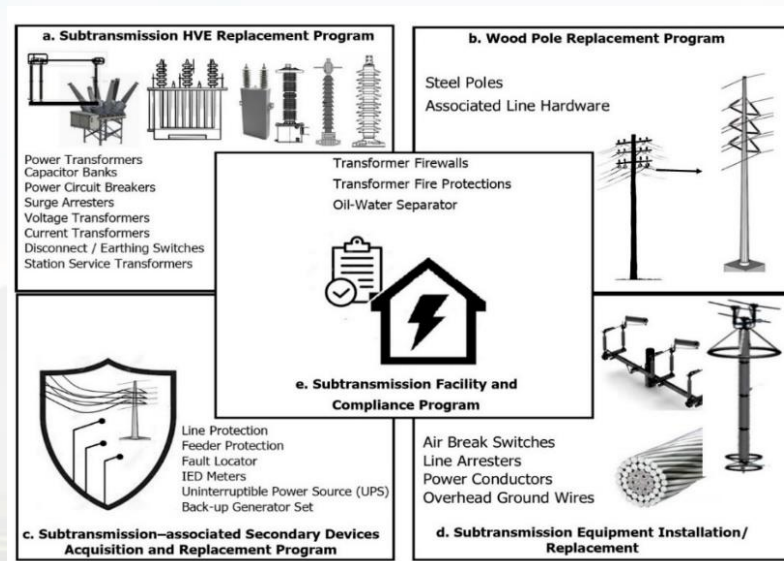 a. Subtransmission HVE Replacement Program
Power Transformers
Capacitor Banks
Power Circuit Breakers
Surge Arresters
Voltage Transformers
Current Transformers
Disconnect / Earthing Switches
Station Service Transformers
b. Wood Pole Replacement Program
Steel Poles
Associated Line Hardware
Transformer Firewalls
Transformer Fire Protections
Oil-Water Separator
e. Subtransmission Facility and
Compliance Program
Line Protection
Feeder Protection
Fault Locator
IED Meters
Uninterruptible Power Source (UPS)
Back-up Generator Set
c. Subtransmission–associated Secondary Devices
Acquisition and Replacement Program
Air Break Switches
Line Arresters
Power Conductors
Overhead Ground Wires
d. Subtransmission Equipment Installation/
Replacement